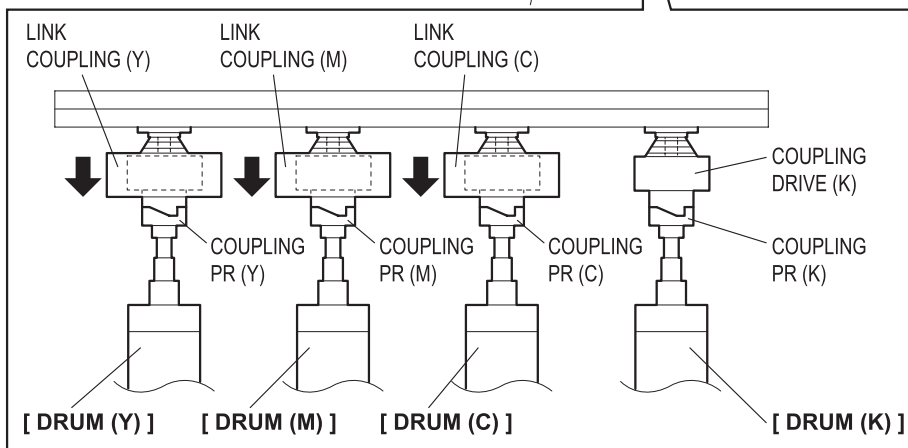 LINK
COUPLING (Y)
LINK
COUPLING (M)
LINK
COUPLING (C)
COUPLING
DRIVE (K)
COUPLING
PR (Y)
COUPLING
PR (M)
COUPLING
PR (C)
COUPLING
PR (K)
[ DRUM (Y) ]
[ DRUM (M) ]
[ DRUM (C) ]
[ DRUM (K) ]